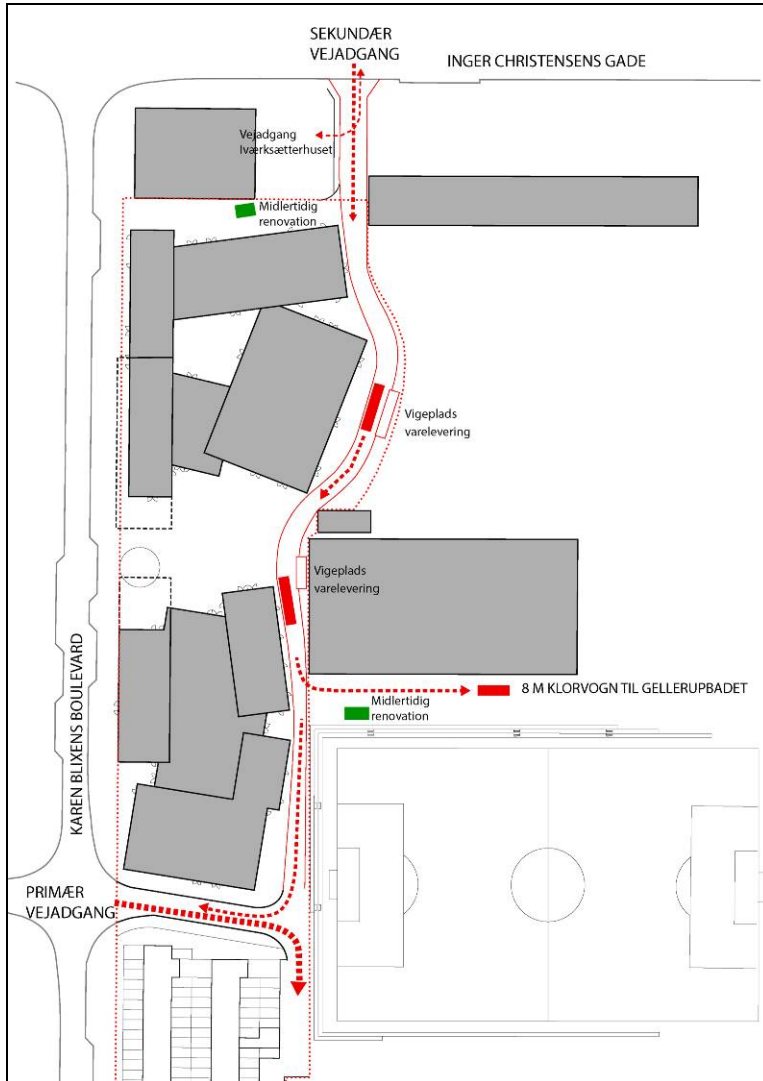 SEKUNDÆR
VEJADGANG
INGER CHRISTENSENS GADE
Vejadgang
Iværksætterhuset
Midlertidig
renovation
Vigeplads
varelevering
Vigeplads
varelevering
8 M KLORVOGN TIL GELLERUPBADET
Midlertidig
renovation
KAREN BLIXENS BOULEVARD
PRIMÆR
VEJADGANG